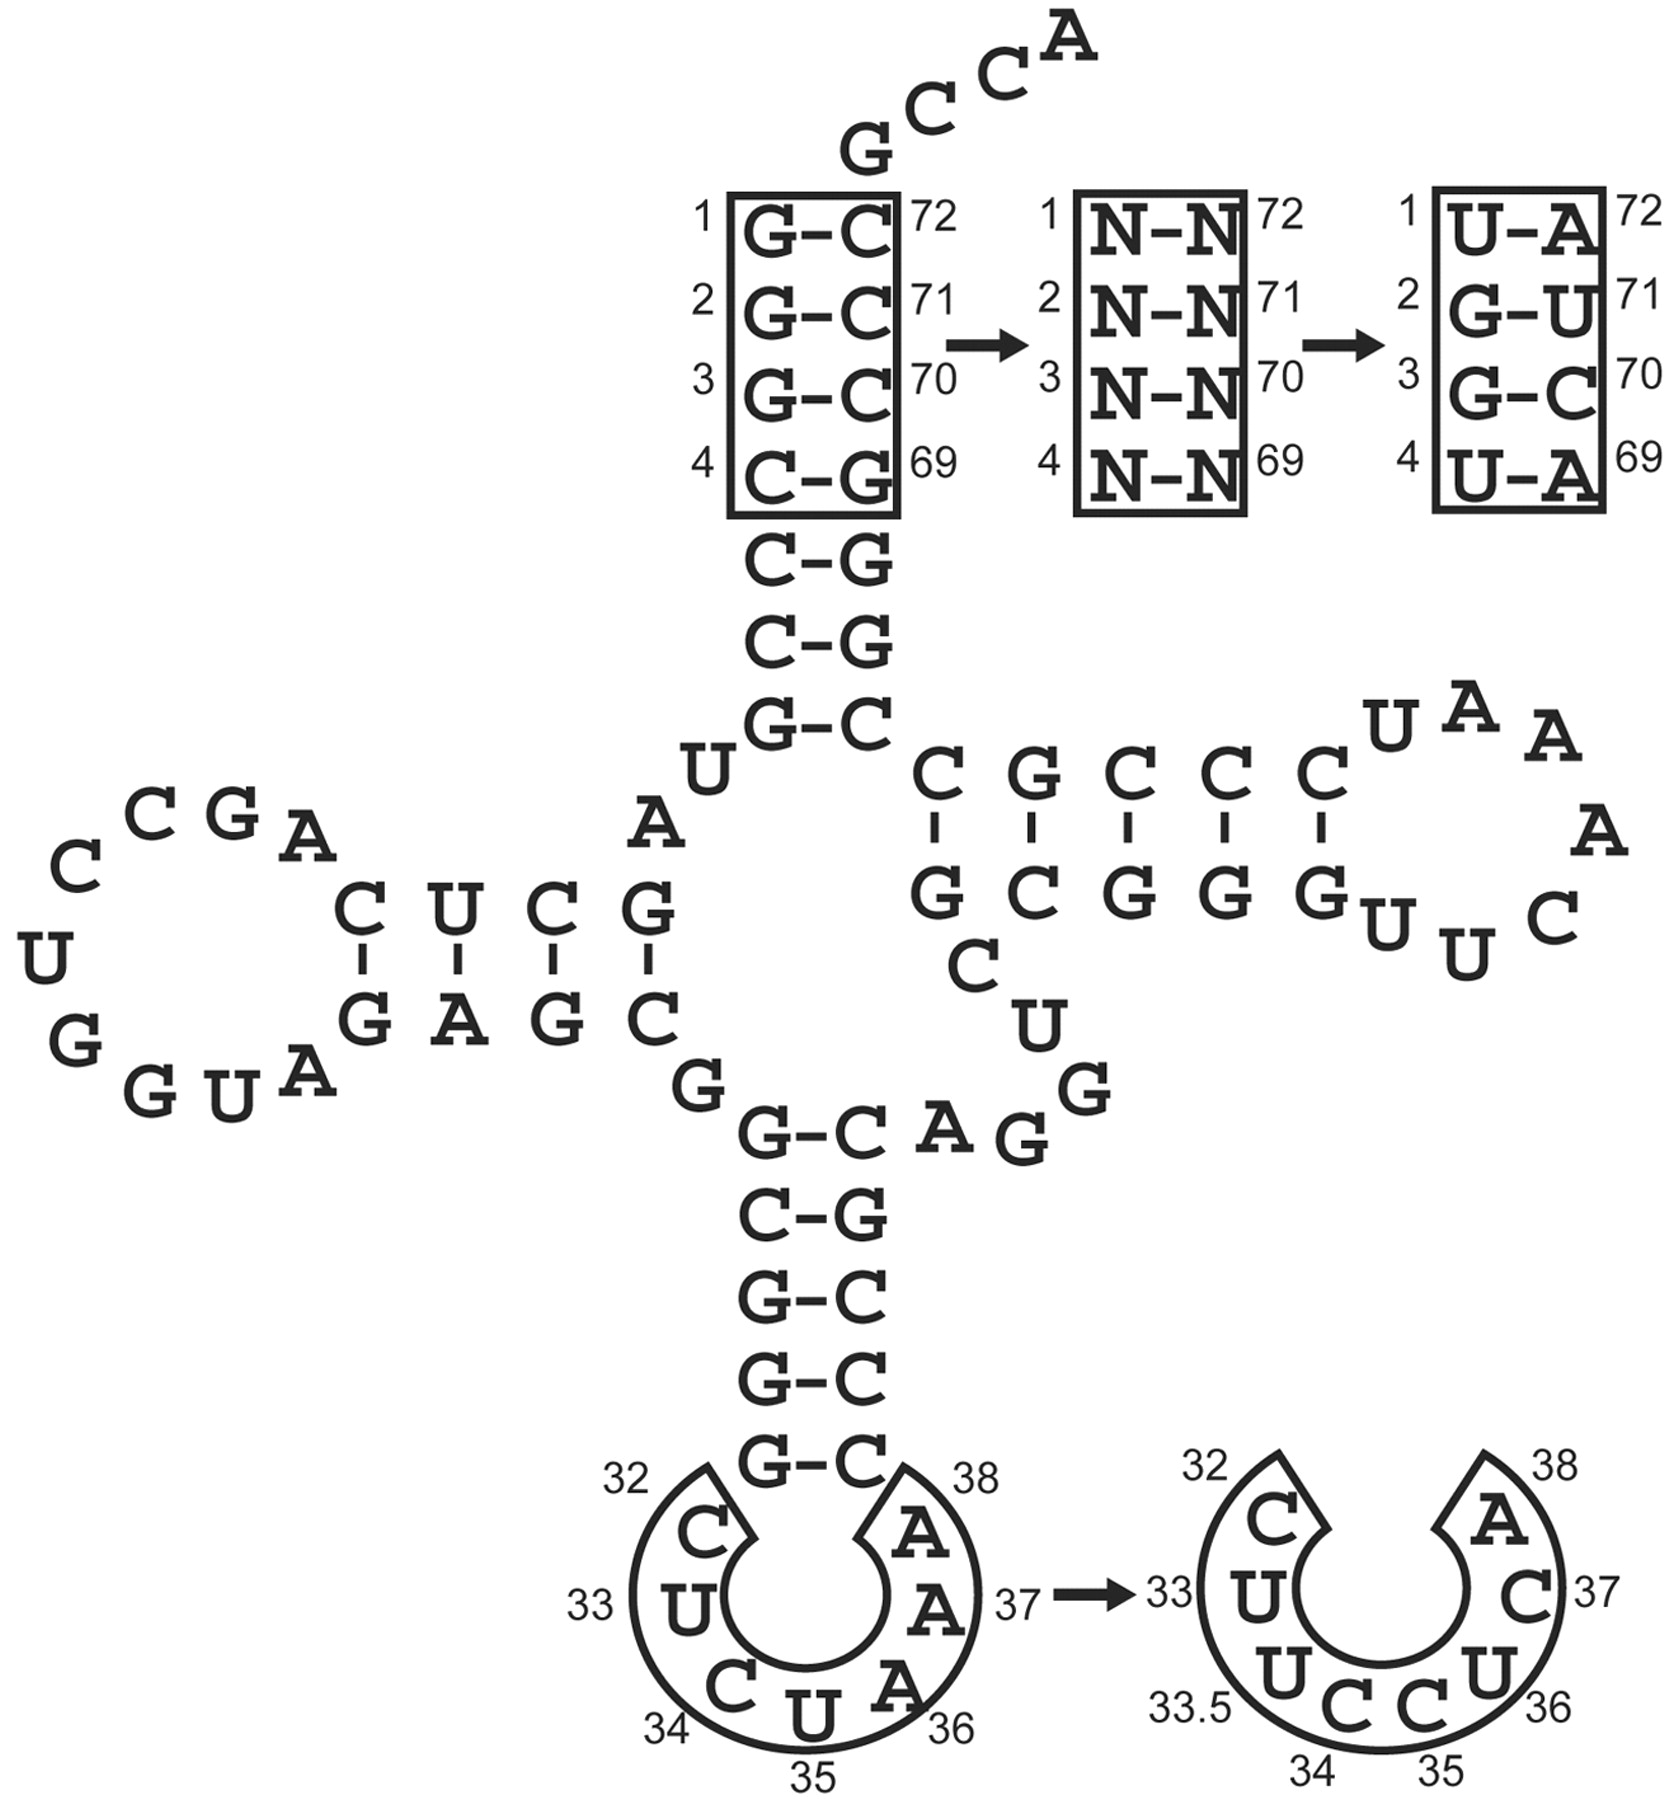 A
C
C
G
1 G-C 72 1 N-N 72 1 U-A 72
2 G-C 71 2 N-N 71 2 G-U 71
3 G-C 70 3 N-N 70 3 G-C 70
4 C-G 69 4 N-N 69 4 U-A 69
C-G
C-G
G-C
U A A
U
C G C C C
C G A A
A
C
C U C G
G C G G G
U U C
U
C
G A G C
U
G
G U A
G
G
G-C A G
C-G
G-C
G-C
G-C
32 38 32 38
C A C A
33 U A 37 33 U C 37
C U A U C C U
34 36 33.5 36
35 34 35